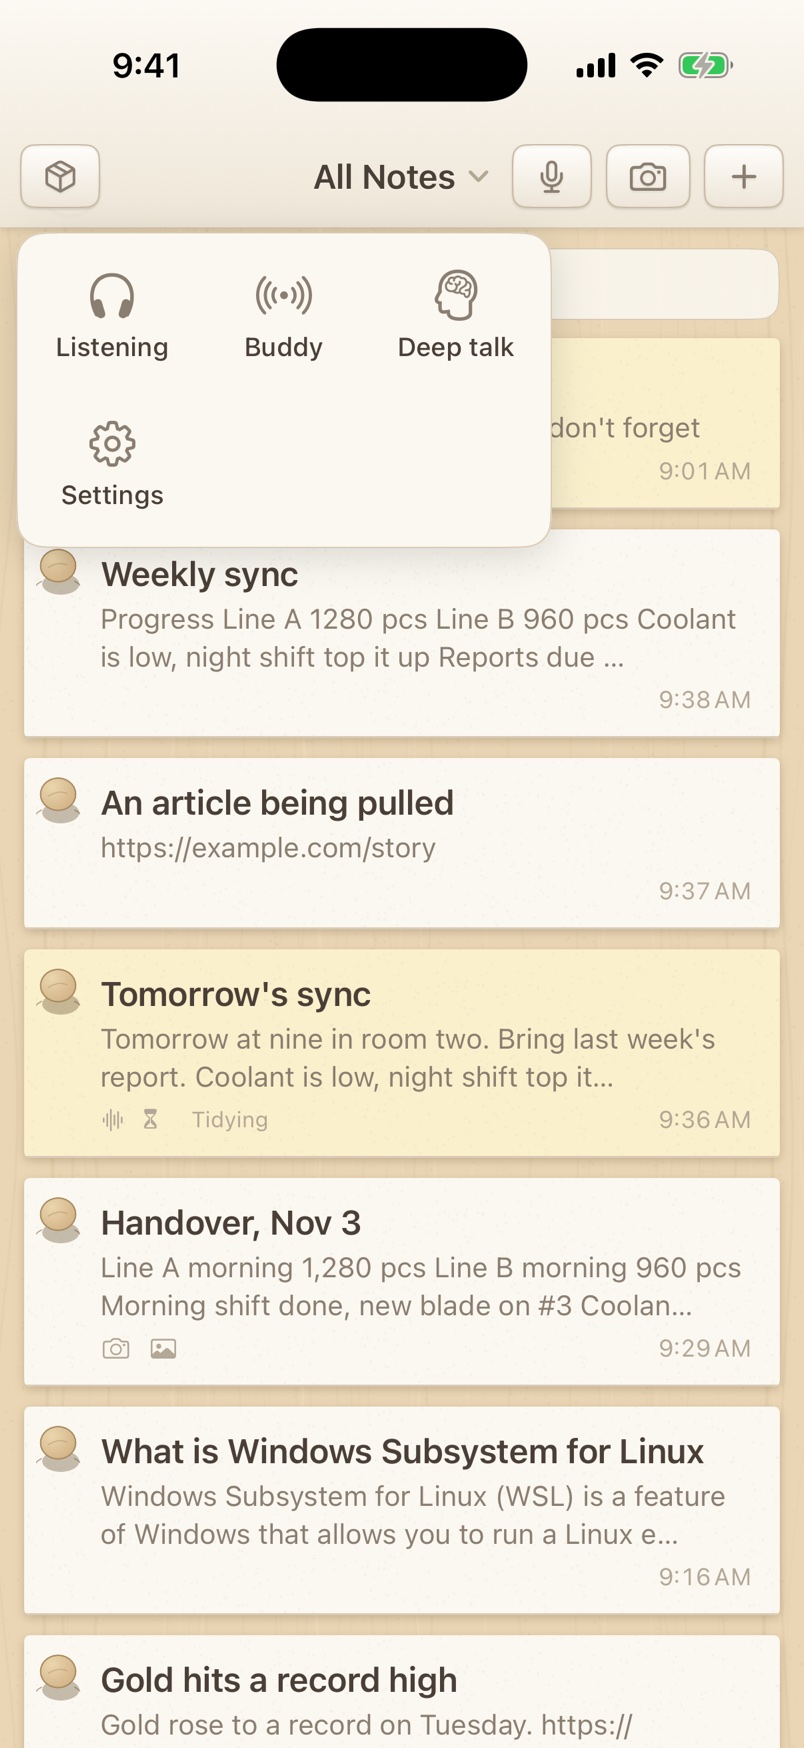 9:41
All Notes
Listening
Buddy
Deep talk
Settings
don't forget
9:01 AM
Weekly sync
Progress Line A 1280 pcs Line B 960 pcs Coolant
is low, night shift top it up Reports due ...
9:38 AM
An article being pulled
https://example.com/story
9:37 AM
Tomorrow's sync
Tomorrow at nine in room two. Bring last week's
report. Coolant is low, night shift top it...
Tidying
9:36 AM
Handover, Nov 3
Line A morning 1,280 pcs Line B morning 960 pcs
Morning shift done, new blade on #3 Coolan...
9:29 AM
What is Windows Subsystem for Linux
Windows Subsystem for Linux (WSL) is a feature
of Windows that allows you to run a Linux e...
9:16 AM
Gold hits a record high
Gold rose to a record on Tuesday. https://